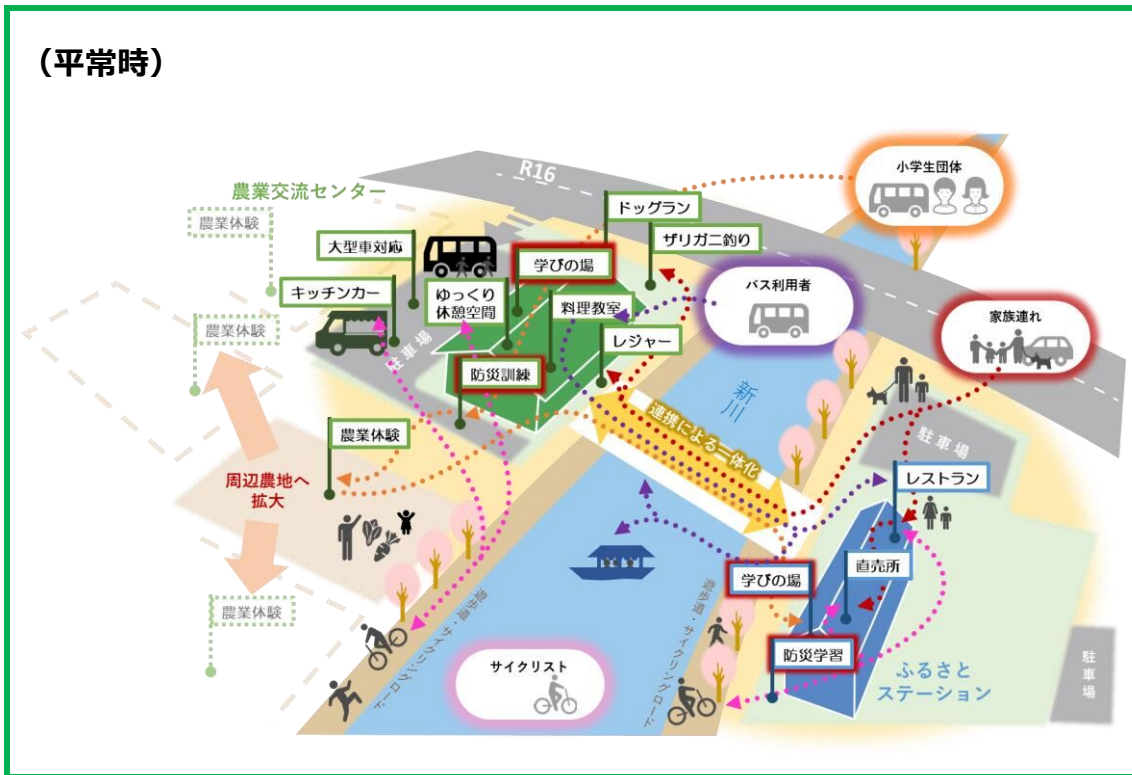 （平常時）
R16
小学生団体
農業交流センター
農業体験
ドッグラン
大型車対応
ザリガニ釣り
学びの場
バス利用者
キッチンカー
ゆっくり
休憩空間
料理教室
家族連れ
農業体験
駐車場
レジャー
防災訓練
新川
連携による一体化
駐車場
農業体験
レストラン
周辺農地へ
拡大
直売所
学びの場
農業体験
遊歩道・サイクリングロード
遊歩道・サイクリングロード
防災学習
サイクリスト
ふるさと
ステーション
駐車場